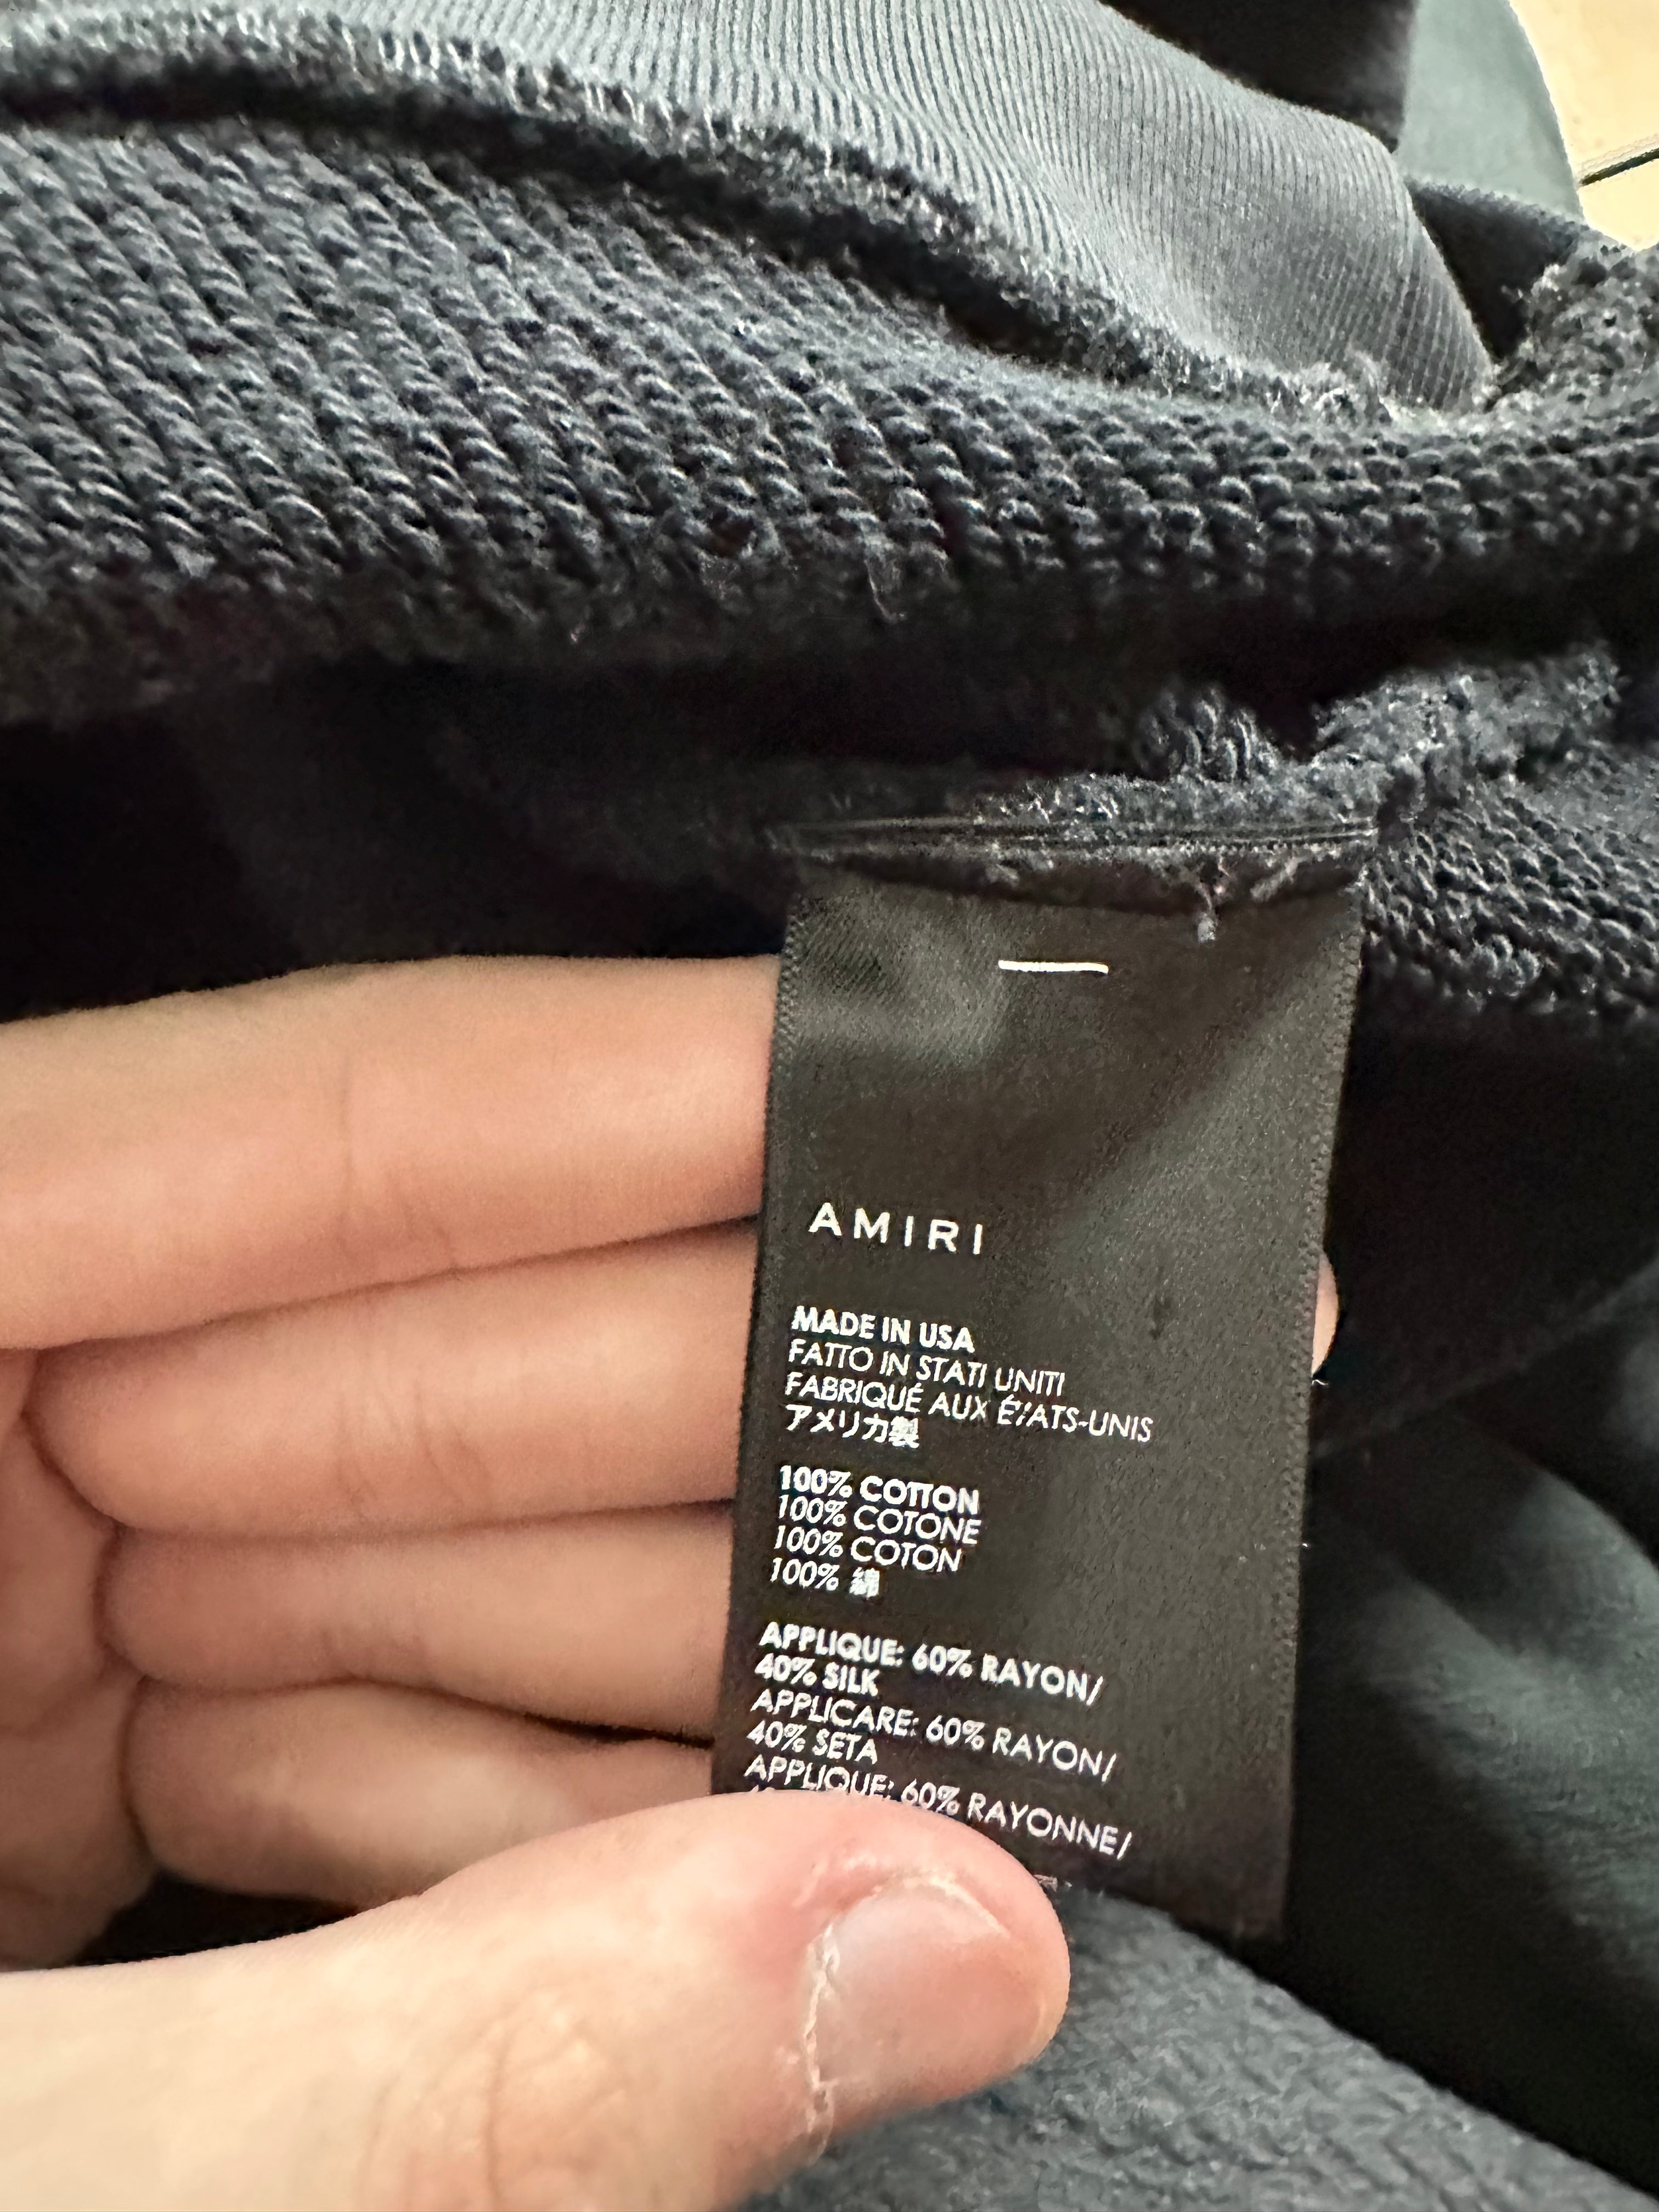 AMIRI
MADE IN USA
FATTO IN STATI UNITI
FABRIQUÉ AUX ÉTATS-UNIS
アメリカ製
100% COTTON
100% COTONE
100% COTON
100% 綿
APPLIQUE: 60% RAYON/
40% SILK
APPLICARE: 60% RAYON/
40% SETA
APPLIQUE: 60% RAYONNE/